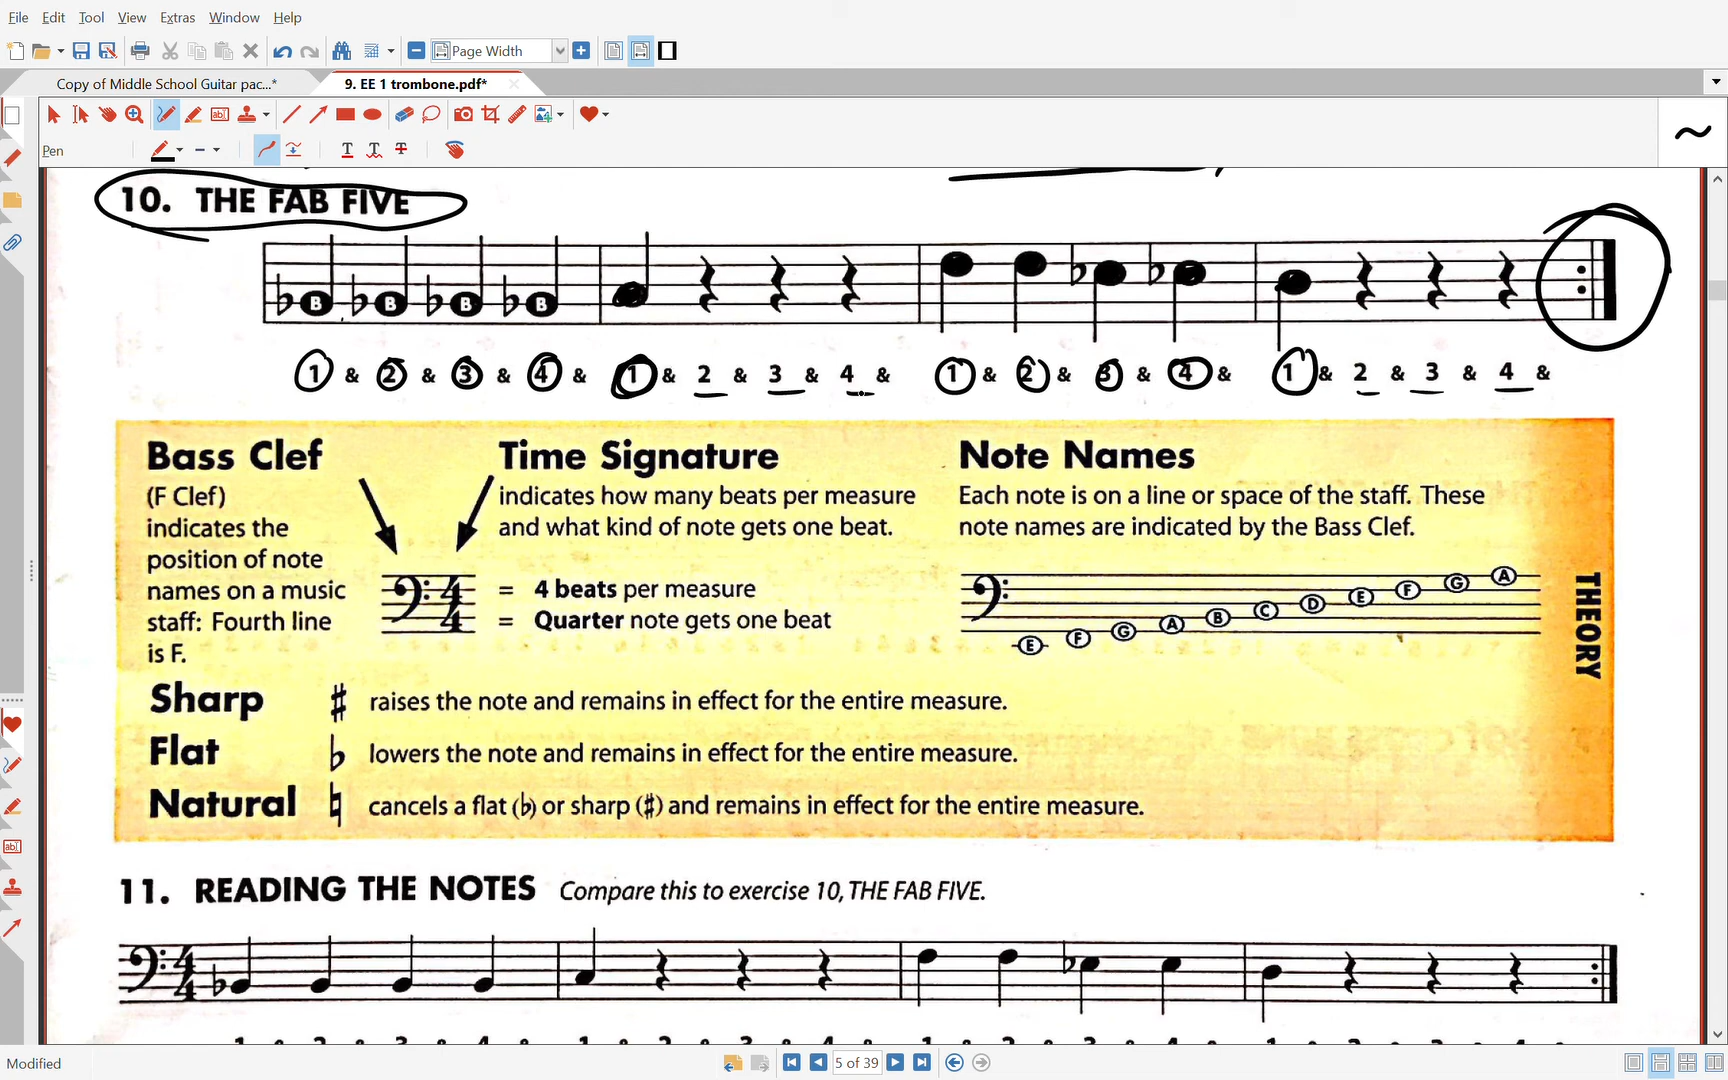 File Edit Tool View Extras Window Help
Page Width
Copy of Middle School Guitar pac...* 9. EE 1 trombone.pdf*
Pen
10. THE FAB FIVE
♭B ♭B ♭B ♭B
1 & 2 & 3 & 4 & 1 & 2 & 3 & 4 & 1 & 2 & 3 & 4 & 1 & 2 & 3 & 4 &
Bass Clef
(F Clef)
indicates the
position of note
names on a music
staff: Fourth line
is F.
Time Signature
indicates how many beats per measure
and what kind of note gets one beat.
4 = 4 beats per measure
4 = Quarter note gets one beat
Note Names
Each note is on a line or space of the staff. These
note names are indicated by the Bass Clef.
E F G A B C D E F G A
THEORY
Sharp ♯ raises the note and remains in effect for the entire measure.
Flat ♭ lowers the note and remains in effect for the entire measure.
Natural ♮ cancels a flat (♭) or sharp (♯) and remains in effect for the entire measure.
11. READING THE NOTES Compare this to exercise 10, THE FAB FIVE.
4
4
Modified 5 of 39